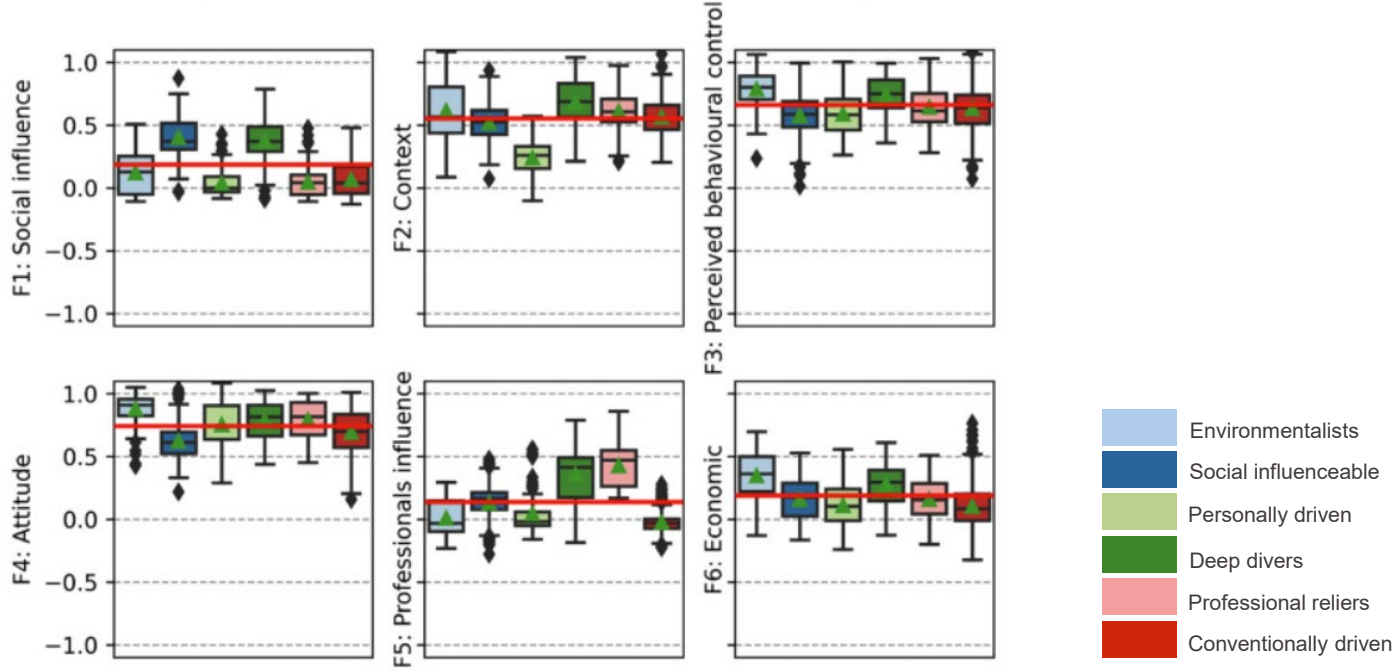 F1: Social influence
1.0
0.5
0.0
−0.5
−1.0
F2: Context
F3: Perceived behavioural control
F4: Attitude
1.0
0.5
0.0
−0.5
−1.0
F5: Professionals influence
F6: Economic
Environmentalists
Social influenceable
Personally driven
Deep divers
Professional reliers
Conventionally driven